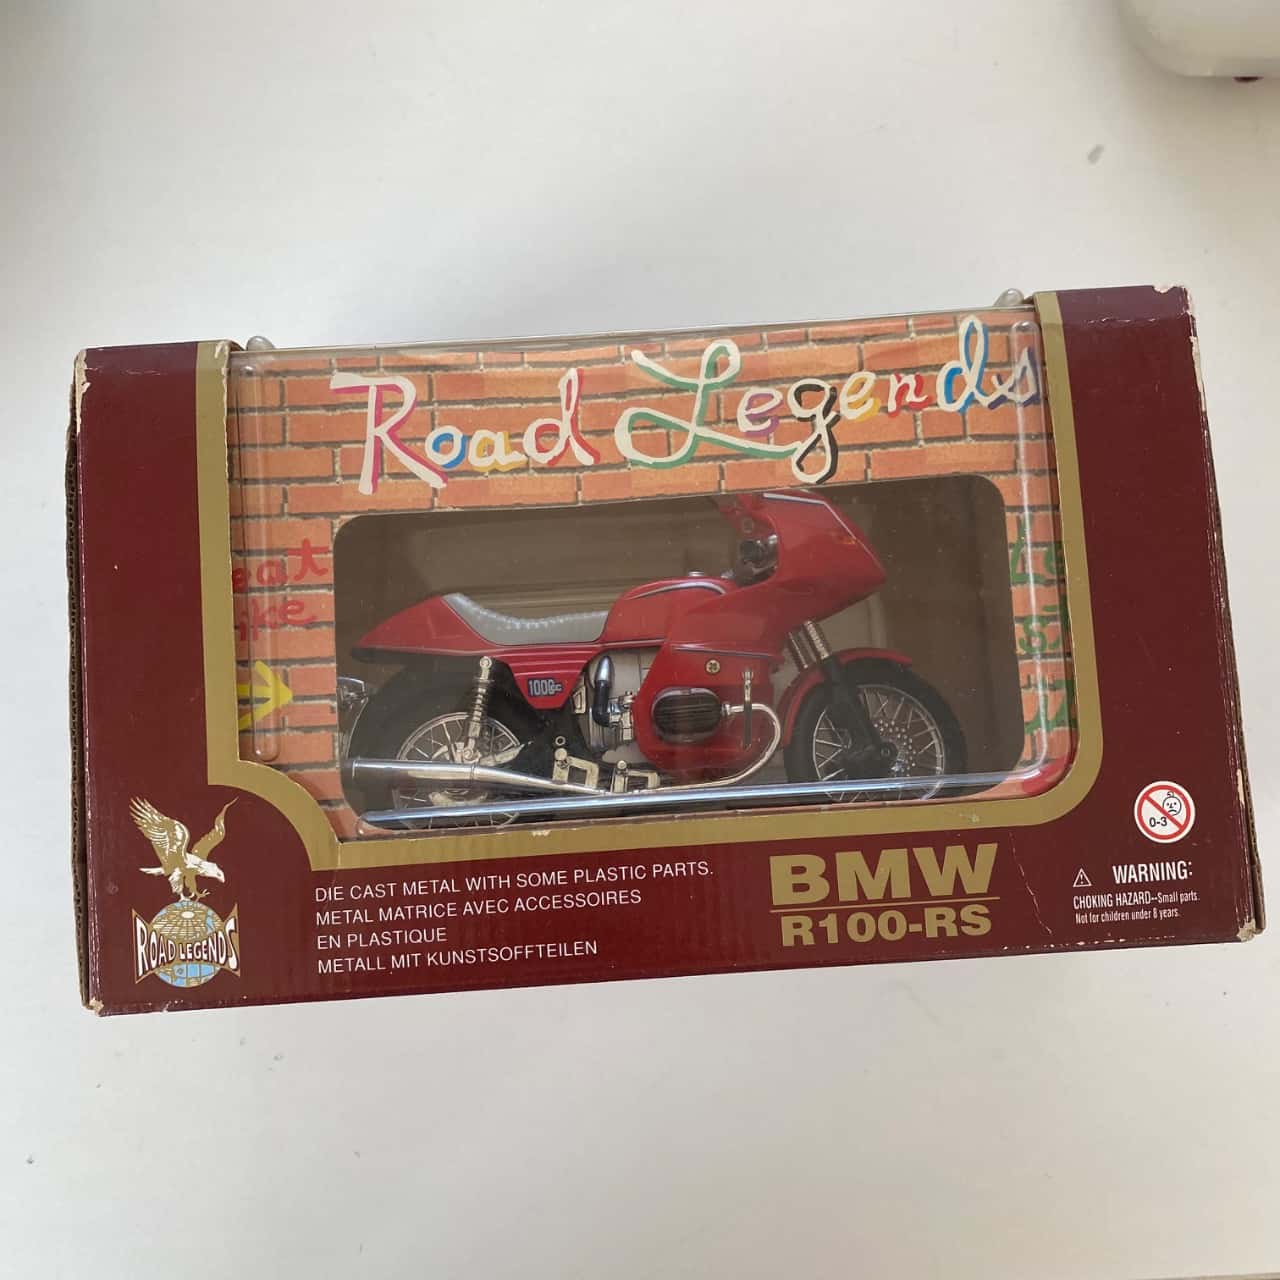 Road Legends
1000cc
DIE CAST METAL WITH SOME PLASTIC PARTS.
METAL MATRICE AVEC ACCESSOIRES
EN PLASTIQUE
METALL MIT KUNSTSOFFTEILEN
ROAD LEGENDS
BMW
R100-RS
0-3
WARNING:
CHOKING HAZARD--Small parts.
Not for children under 8 years.